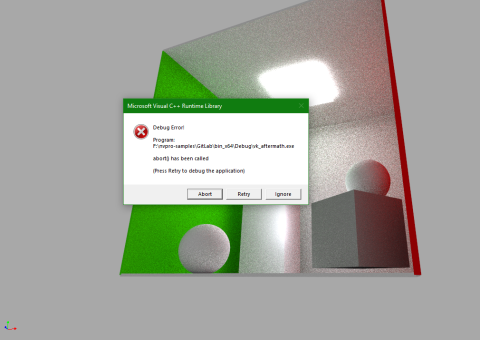 Microsoft Visual C++ Runtime Library
Debug Error!
Program:
F:\nvpro-samples\GitLab\bin_x64\Debug\vk_aftermath.exe
abort() has been called
(Press Retry to debug the application)
Abort Retry Ignore